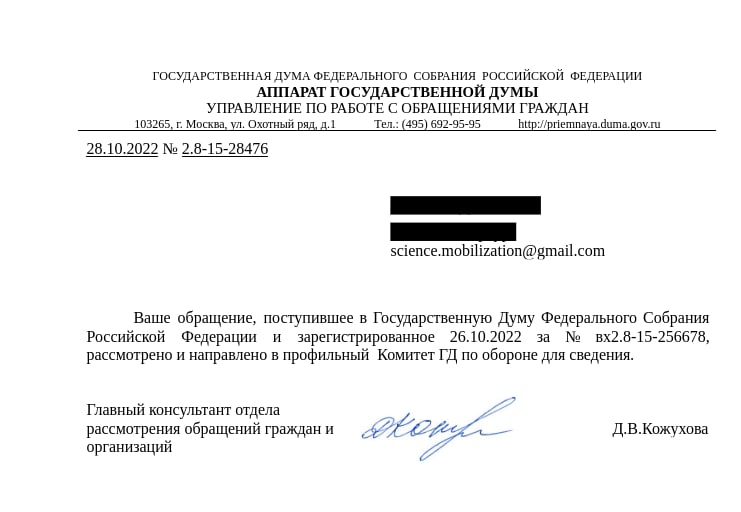 ГОСУДАРСТВЕННАЯ ДУМА ФЕДЕРАЛЬНОГО СОБРАНИЯ РОССИЙСКОЙ ФЕДЕРАЦИИ
АППАРАТ ГОСУДАРСТВЕННОЙ ДУМЫ
УПРАВЛЕНИЕ ПО РАБОТЕ С ОБРАЩЕНИЯМИ ГРАЖДАН
103265, г. Москва, ул. Охотный ряд, д.1 Тел.: (495) 692-95-95 http://priemnaya.duma.gov.ru
28.10.2022 № 2.8-15-28476
science.mobilization@gmail.com
Ваше обращение, поступившее в Государственную Думу Федерального Собрания
Российской Федерации и зарегистрированное 26.10.2022 за № вх2.8-15-256678,
рассмотрено и направлено в профильный Комитет ГД по обороне для сведения.
Главный консультант отдела
рассмотрения обращений граждан и
организаций
Д.В.Кожухова